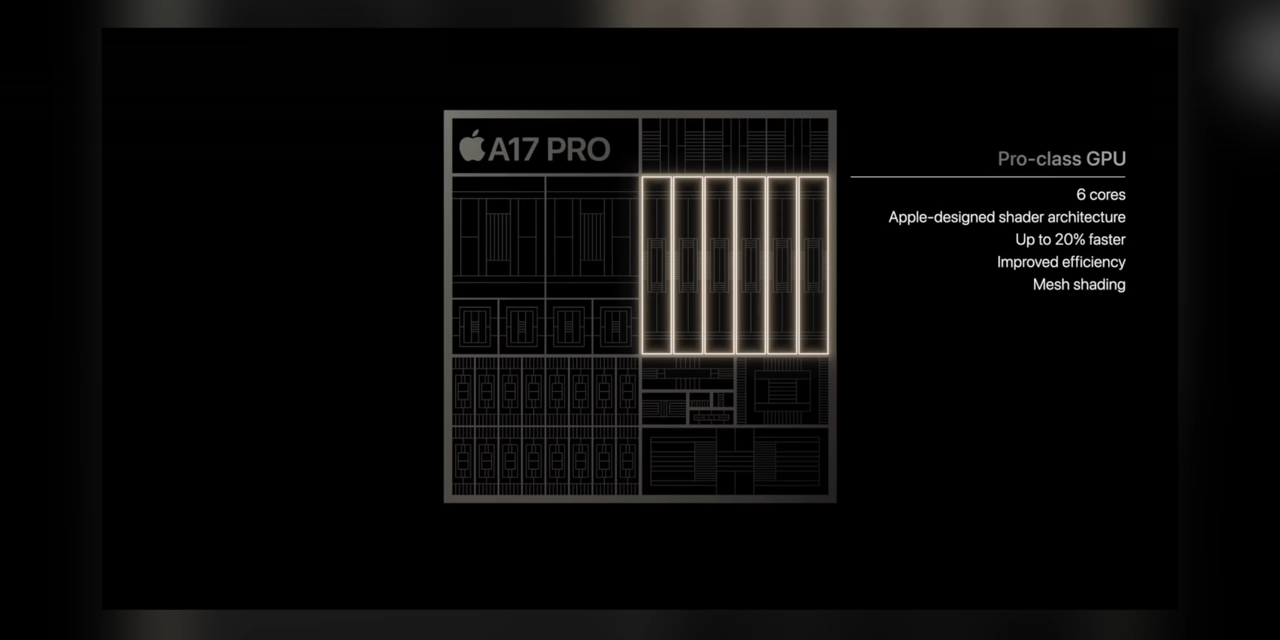 A17 PRO
Pro-class GPU
6 cores
Apple-designed shader architecture
Up to 20% faster
Improved efficiency
Mesh shading